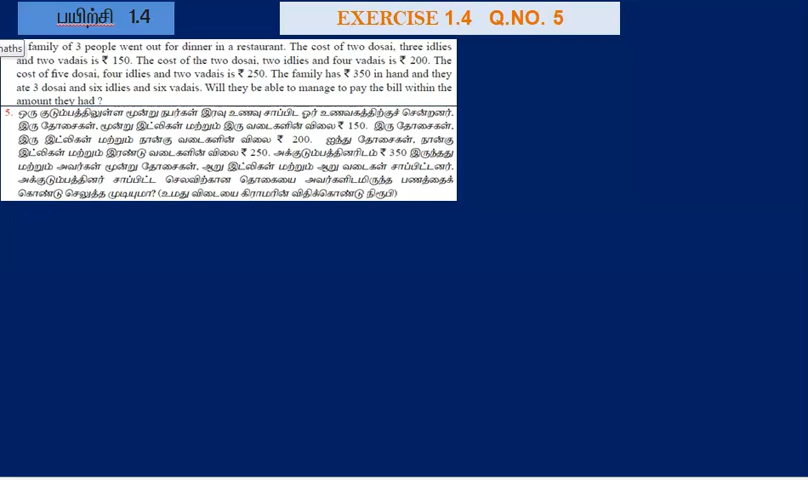 பயிற்சி 1.4
EXERCISE 1.4 Q.NO. 5
maths
family of 3 people went out for dinner in a restaurant. The cost of two dosai, three idlies
and two vadais is ₹ 150. The cost of the two dosai, two idlies and four vadais is ₹ 200. The
cost of five dosai, four idlies and two vadais is ₹ 250. The family has ₹ 350 in hand and they
ate 3 dosai and six idlies and six vadais. Will they be able to manage to pay the bill within the
amount they had ?
5. ஒரு குடும்பத்திலுள்ள மூன்று நபர்கள் இரவு உணவு சாப்பிட ஓர் உணவகத்திற்குச் சென்றனர்.
இரு தோசைகள், மூன்று இட்லிகள் மற்றும் இரு வடைகளின் விலை ₹ 150. இரு தோசைகள்,
இரு இட்லிகள் மற்றும் நான்கு வடைகளின் விலை ₹ 200. ஐந்து தோசைகள், நான்கு
இட்லிகள் மற்றும் இரண்டு வடைகளின் விலை ₹ 250. அக்குடும்பத்தினரிடம் ₹ 350 இருந்தது
மற்றும் அவர்கள் மூன்று தோசைகள், ஆறு இட்லிகள் மற்றும் ஆறு வடைகள் சாப்பிட்டனர்.
அக்குடும்பத்தினர் சாப்பிட்ட செலவிற்கான தொகையை அவர்களிடமிருந்த பணத்தைக்
கொண்டு செலுத்த முடியுமா? (உமது விடையை கிராமரின் விதிக்கொண்டு நிரூபி)